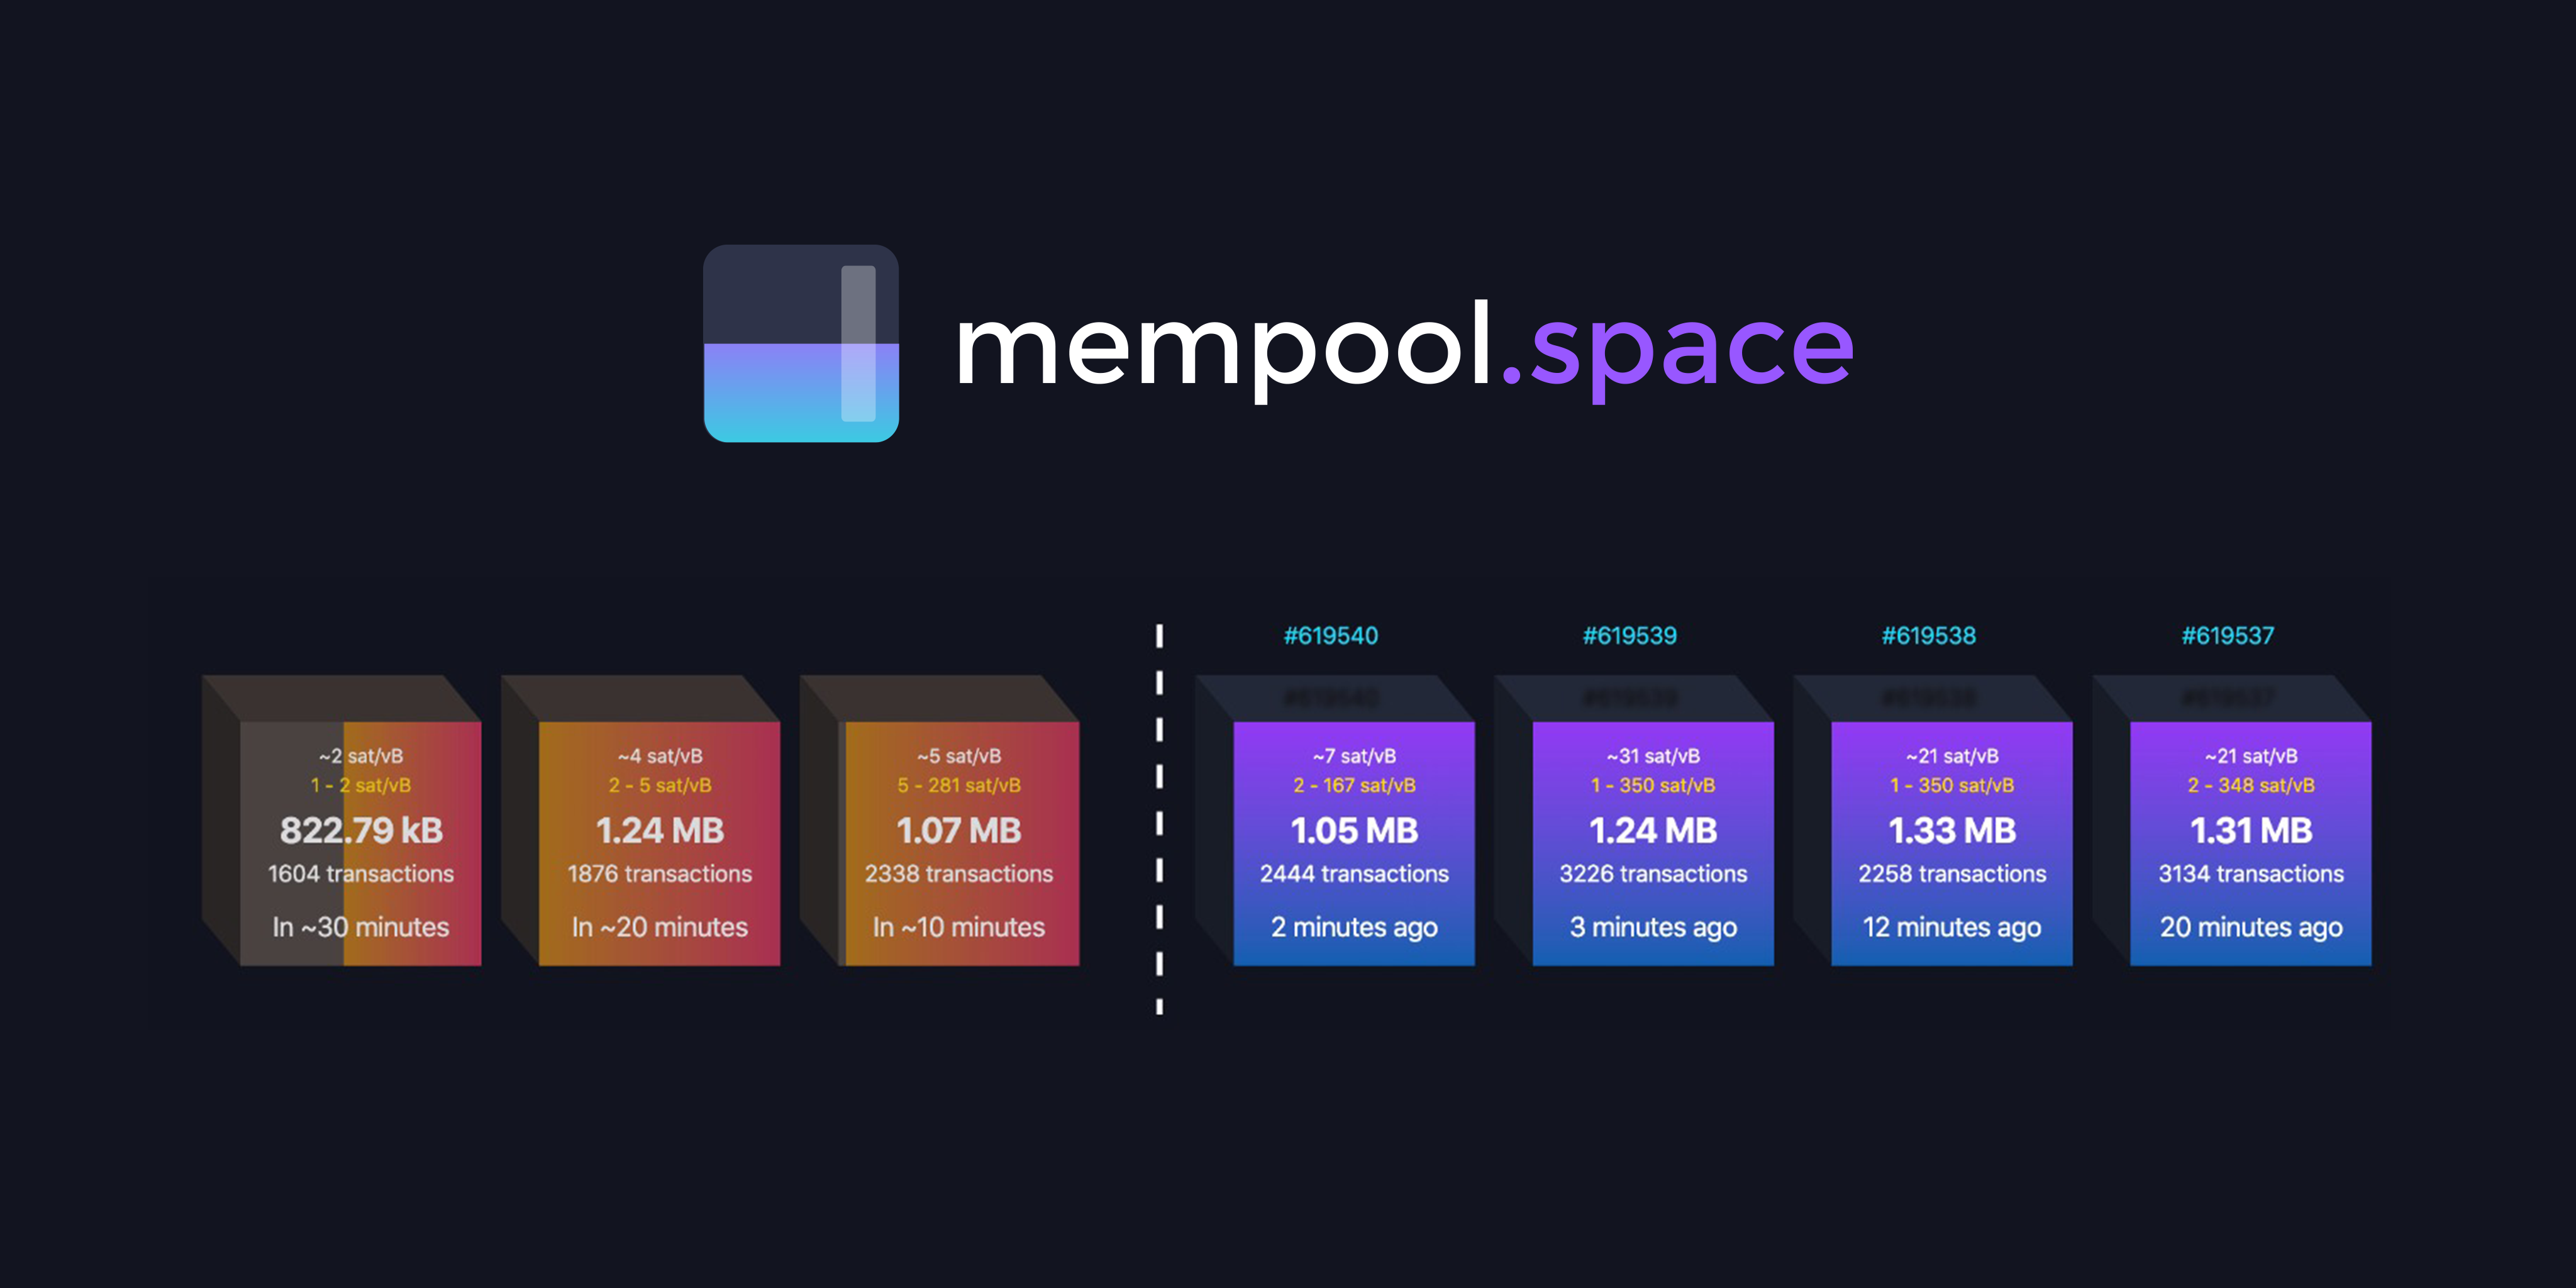 mempool.space
~2 sat/vB
1 - 2 sat/vB
822.79 kB
1604 transactions
In ~30 minutes
~4 sat/vB
2 - 5 sat/vB
1.24 MB
1876 transactions
In ~20 minutes
~5 sat/vB
5 - 281 sat/vB
1.07 MB
2338 transactions
In ~10 minutes
#619540
#619540
~7 sat/vB
2 - 167 sat/vB
1.05 MB
2444 transactions
2 minutes ago
#619539
#619539
~31 sat/vB
1 - 350 sat/vB
1.24 MB
3226 transactions
3 minutes ago
#619538
#619538
~21 sat/vB
1 - 350 sat/vB
1.33 MB
2258 transactions
12 minutes ago
#619537
#619537
~21 sat/vB
2 - 348 sat/vB
1.31 MB
3134 transactions
20 minutes ago